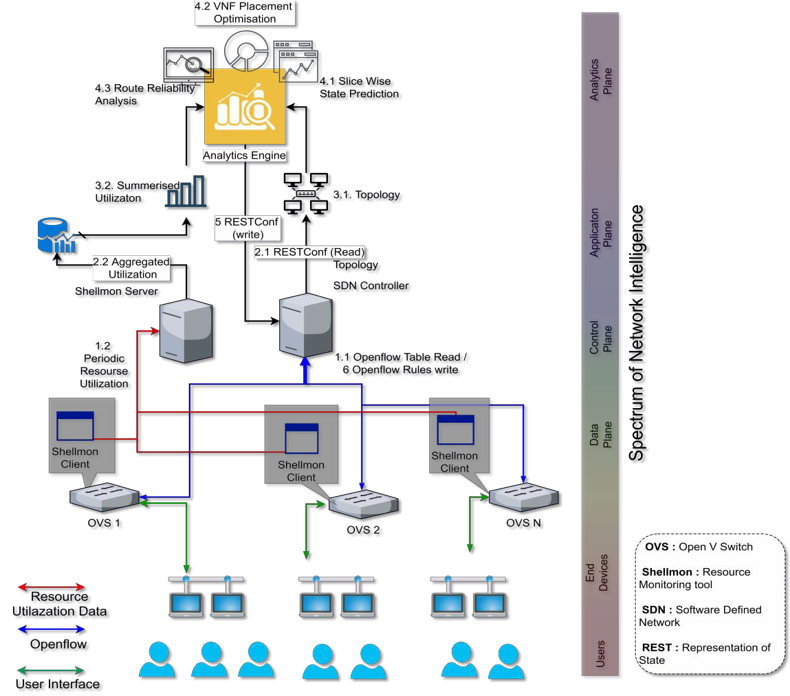 4.2 VNF Placement
Optimisation
4.3 Route Reliability
Analysis
4.1 Slice Wise
State Prediction
Analytics Engine
3.2. Summerised
Utilizaton
3.1. Topology
5 RESTConf
(write)
2.1 RESTConf (Read)
Topology
2.2 Aggregated
Utilization
Shellmon Server
SDN Controller
1.2
Periodic
Resourse
Utilization
1.1 Openflow Table Read /
6 Openflow Rules write
Shellmon
Client
Shellmon
Client
Shellmon
Client
OVS 1
OVS 2
OVS N
Resource
Utilazation Data
Openflow
User Interface
Analytics
Plane
Applicaton
Plane
Control
Plane
Data
Plane
End
Devices
Users
Spectrum of Network Intelligence
OVS : Open V Switch
Shellmon : Resource
Monitoring tool
SDN : Software Defined
Network
REST : Representation of
State